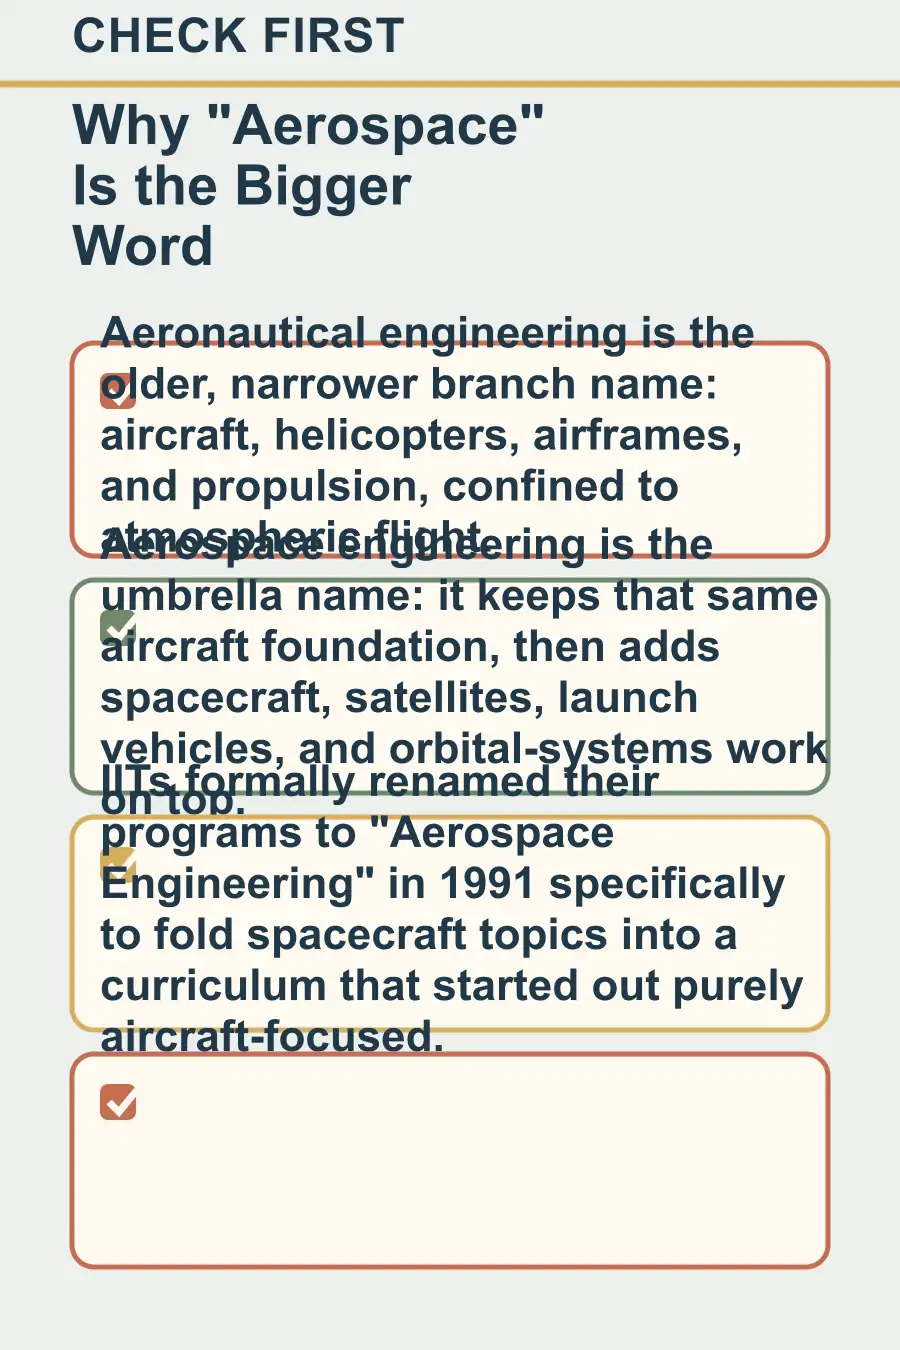 CHECK FIRST
Why "Aerospace"
Is the Bigger
Word
Aeronautical engineering is the
older, narrower branch name:
aircraft, helicopters, airframes,
and propulsion, confined to
atmospheric flight.
Aerospace engineering is the
umbrella name: it keeps that same
aircraft foundation, then adds
spacecraft, satellites, launch
vehicles, and orbital-systems work
on top.
IITs formally renamed their
programs to "Aerospace
Engineering" in 1991 specifically
to fold spacecraft topics into a
curriculum that started out purely
aircraft-focused.